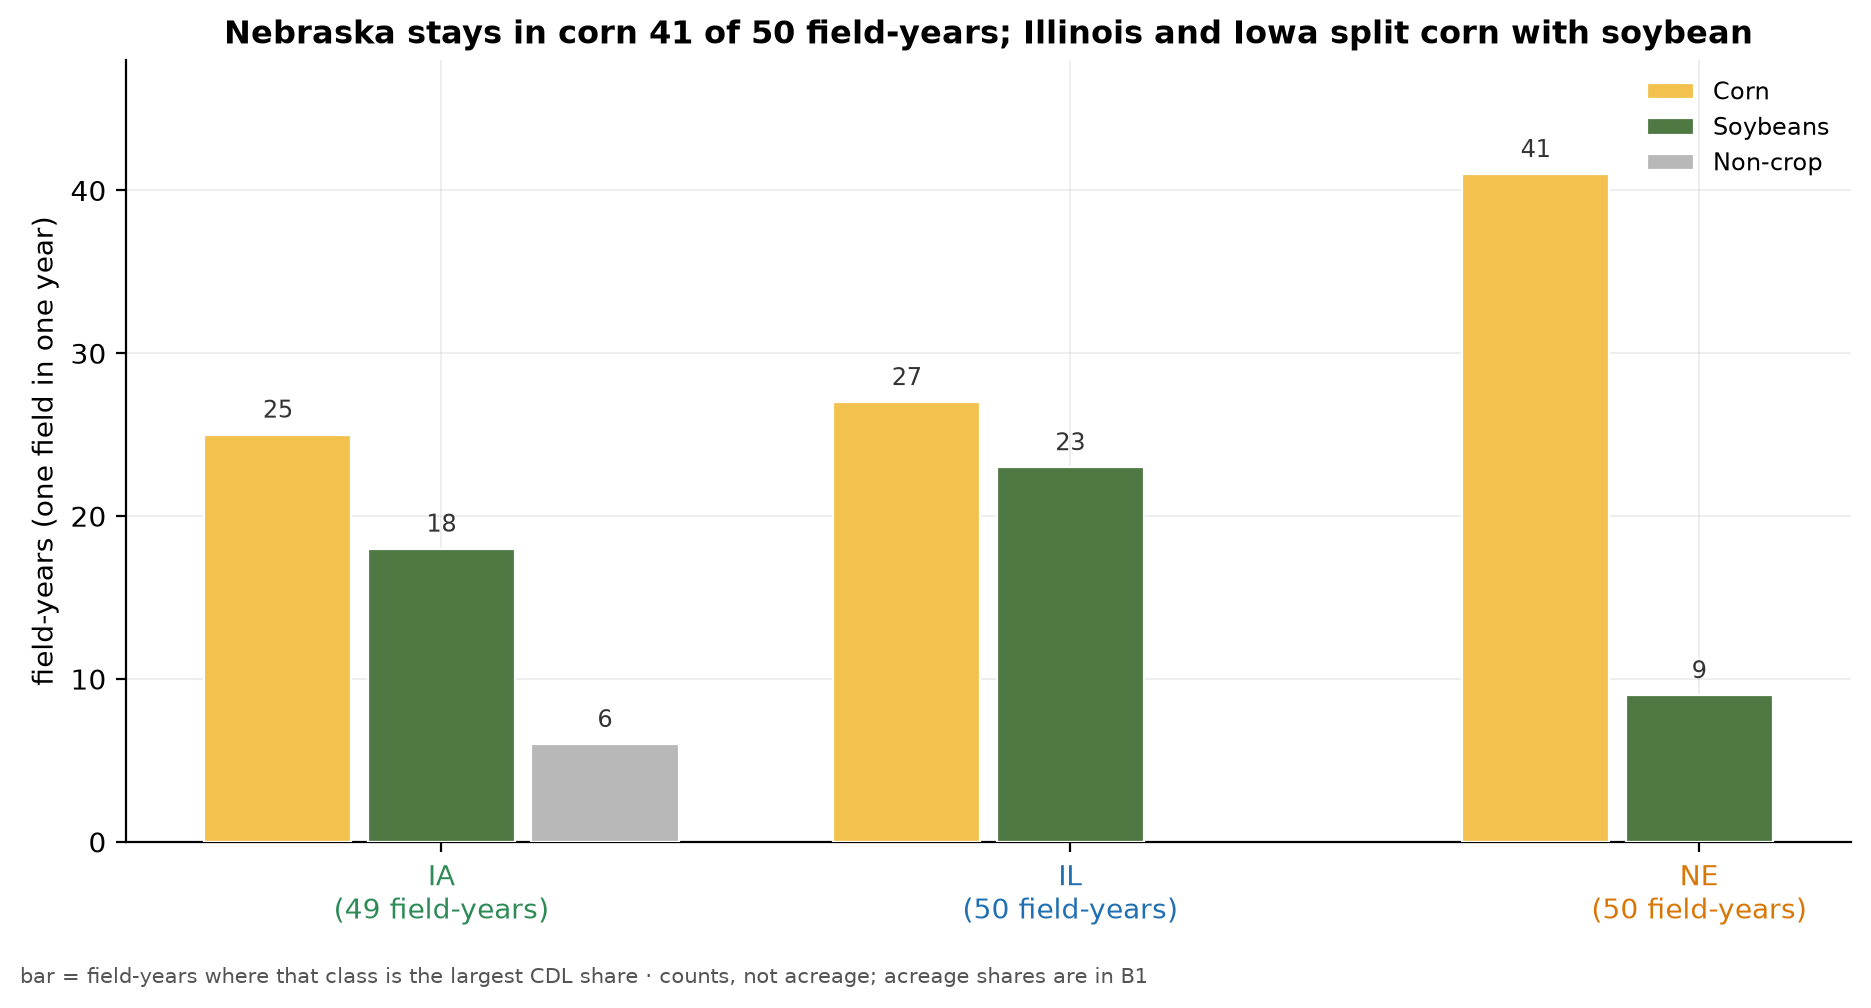 Nebraska stays in corn 41 of 50 field-years; Illinois and Iowa split corn with soybean
field-years (one field in one year)
40
30
20
10
0
25
18
6
27
23
41
9
Corn
Soybeans
Non-crop
IA
(49 field-years)
IL
(50 field-years)
NE
(50 field-years)
bar = field-years where that class is the largest CDL share · counts, not acreage; acreage shares are in B1